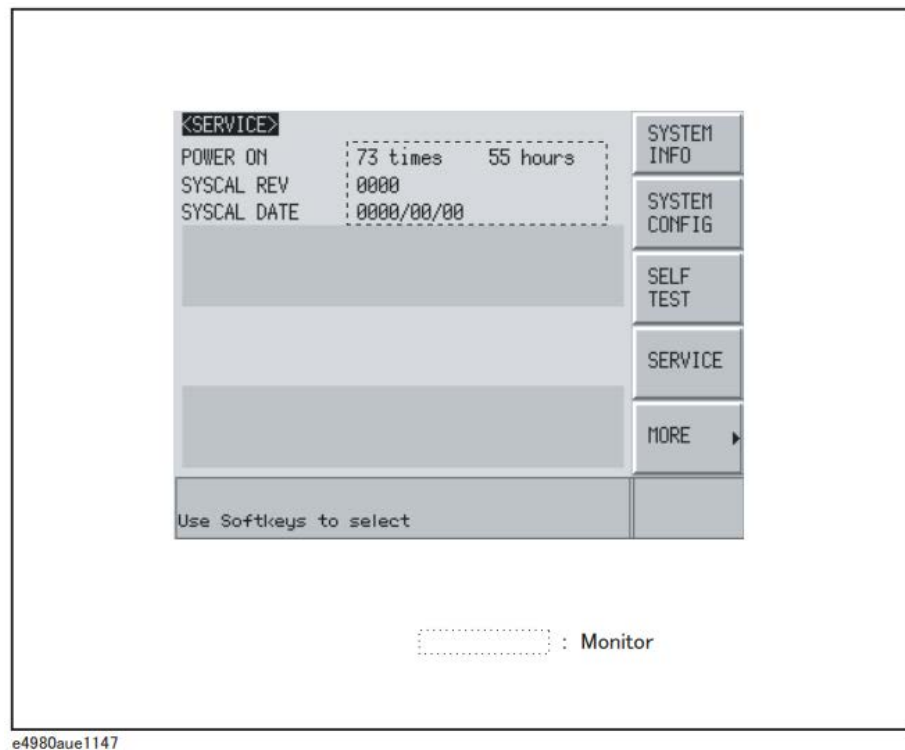 <SERVICE>
POWER ON 73 times 55 hours
SYSCAL REV 0000
SYSCAL DATE 0000/00/00
SYSTEM
INFO
SYSTEM
CONFIG
SELF
TEST
SERVICE
MORE
Use Softkeys to select
: Monitor
e4980aue1147